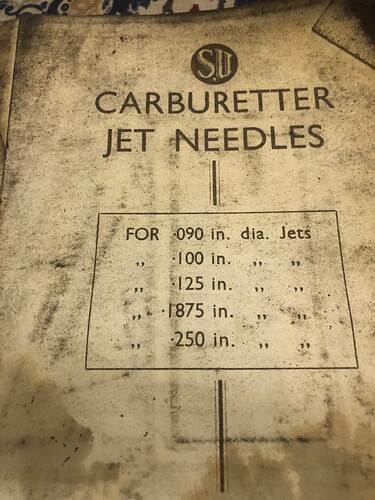 SU
CARBURETTER
JET NEEDLES
FOR ·090 in. dia. Jets
,, ·100 in. ,, ,,
,, ·125 in. ,, ,,
,, ·1875 in. ,, ,,
,, ·250 in. ,, ,,